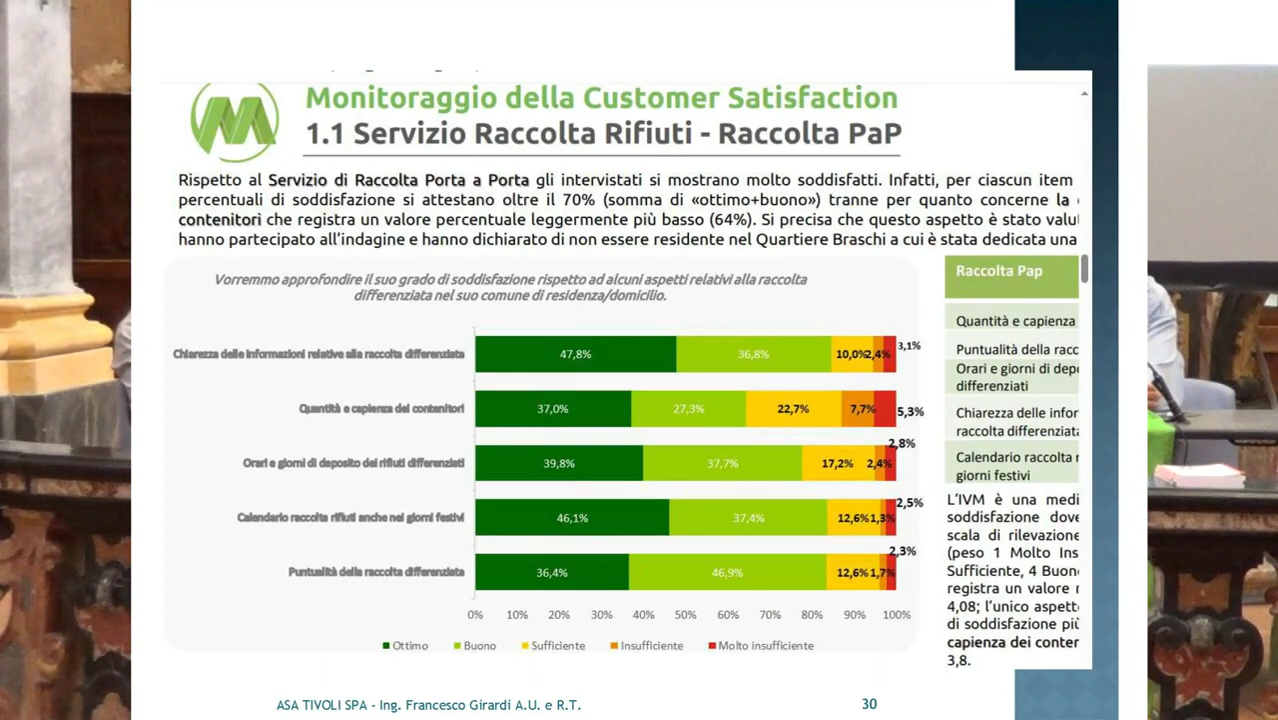 Monitoraggio della Customer Satisfaction
1.1 Servizio Raccolta Rifiuti - Raccolta PaP
Rispetto al Servizio di Raccolta Porta a Porta gli intervistati si mostrano molto soddisfatti. Infatti, per ciascun item
percentuali di soddisfazione si attestano oltre il 70% (somma di «ottimo+buono») tranne per quanto concerne la
contenitori che registra un valore percentuale leggermente più basso (64%). Si precisa che questo aspetto è stato valu
hanno partecipato all'indagine e hanno dichiarato di non essere residente nel Quartiere Braschi a cui è stata dedicata una
Vorremmo approfondire il suo grado di soddisfazione rispetto ad alcuni aspetti relativi alla raccolta
differenziata nel suo comune di residenza/domicilio.
Chiarezza delle informazioni relative alla raccolta differenziata 47,8% 36,8% 10,0% 2,4% 3,1%
Quantità e capienza dei contenitori 37,0% 27,3% 22,7% 7,7% 5,3%
Orari e giorni di deposito dei rifiuti differenziati 39,8% 37,7% 17,2% 2,4% 2,8%
Calendario raccolta rifiuti anche nei giorni festivi 46,1% 37,4% 12,6% 1,3% 2,5%
Puntualità della raccolta differenziata 36,4% 46,9% 12,6% 1,7% 2,3%
0% 10% 20% 30% 40% 50% 60% 70% 80% 90% 100%
Ottimo Buono Sufficiente Insufficiente Molto insufficiente
Raccolta Pap
Quantità e capienza
Puntualità della racc
Orari e giorni di depo
differenziati
Chiarezza delle infor
raccolta differenziata
Calendario raccolta r
giorni festivi
L'IVM è una medi
soddisfazione dove
scala di rilevazione
(peso 1 Molto Ins
Sufficiente, 4 Buon
registra un valore
4,08; l'unico aspett
di soddisfazione più
capienza dei conten
3,8.
ASA TIVOLI SPA - Ing. Francesco Girardi A.U. e R.T.
30